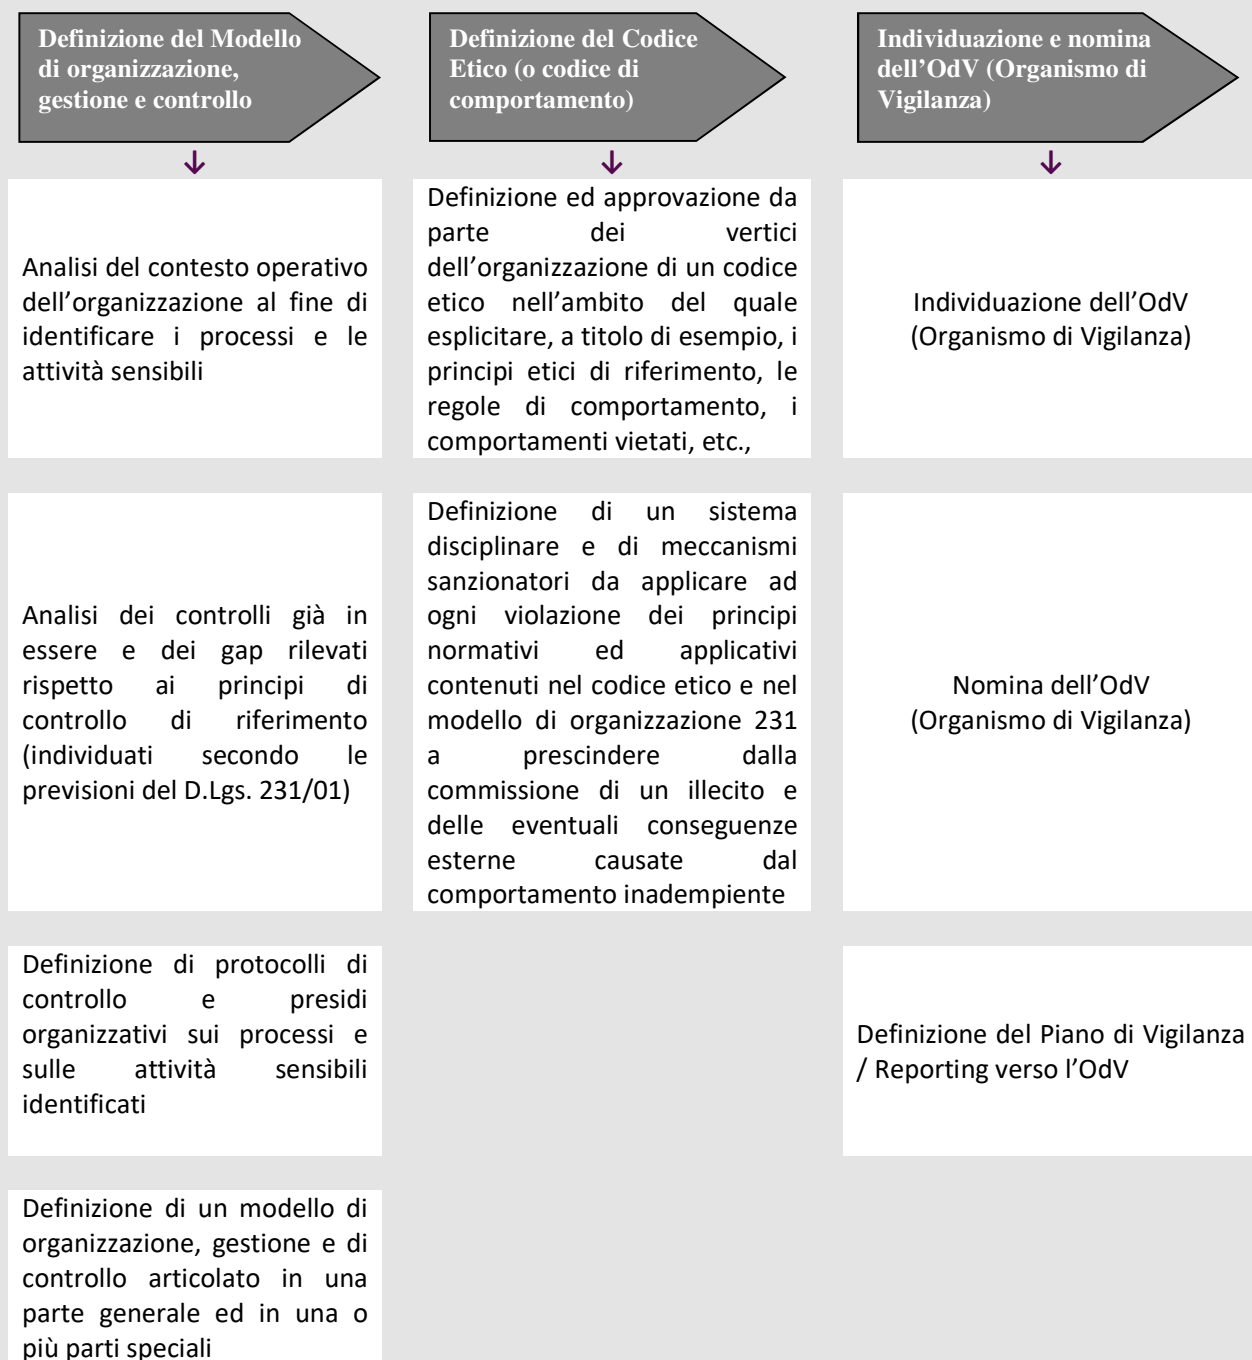 Definizione del Modello
di organizzazione,
gestione e controllo
Analisi del contesto operativo
dell’organizzazione al fine di
identificare i processi e le
attività sensibili
Analisi dei controlli già in
essere e dei gap rilevati
rispetto ai principi di
controllo di riferimento
(individuati secondo le
previsioni del D.Lgs. 231/01)
Definizione di protocolli di
controllo e presidi
organizzativi sui processi e
sulle attività sensibili
identificati
Definizione di un modello di
organizzazione, gestione e di
controllo articolato in una
parte generale ed in una o
più parti speciali
Definizione del Codice
Etico (o codice di
comportamento)
Definizione ed approvazione da
parte dei vertici
dell’organizzazione di un codice
etico nell’ambito del quale
esplicitare, a titolo di esempio, i
principi etici di riferimento, le
regole di comportamento, i
comportamenti vietati, etc.,
Definizione di un sistema
disciplinare e di meccanismi
sanzionatori da applicare ad
ogni violazione dei principi
normativi ed applicativi
contenuti nel codice etico e nel
modello di organizzazione 231
a prescindere dalla
commissione di un illecito e
delle eventuali conseguenze
esterne causate dal
comportamento inadempiente
Individuazione e nomina
dell’OdV (Organismo di
Vigilanza)
Individuazione dell’OdV
(Organismo di Vigilanza)
Nomina dell’OdV
(Organismo di Vigilanza)
Definizione del Piano di Vigilanza
/ Reporting verso l’OdV